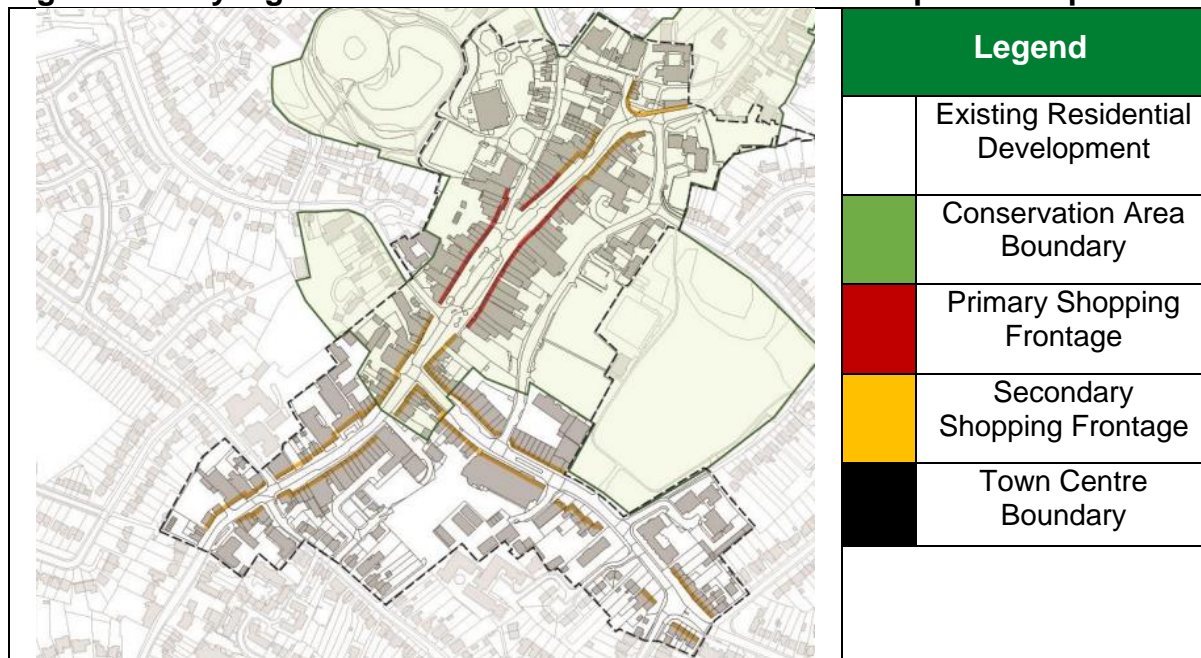 Legend
Existing Residential
Development
Conservation Area
Boundary
Primary Shopping
Frontage
Secondary
Shopping Frontage
Town Centre
Boundary